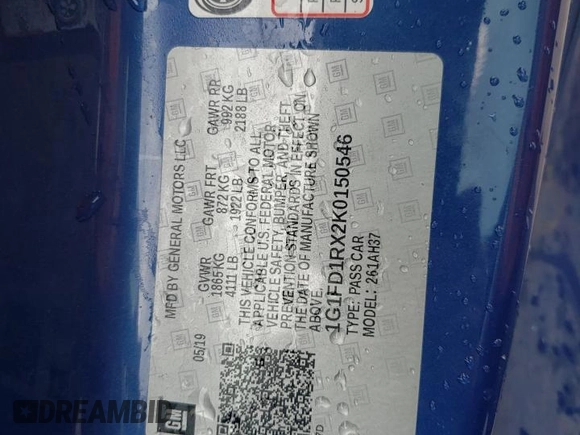 MFD BY GENERAL MOTORS LLC
05/19
GVWR
1865 KG
4111 LB
GAWR FRT
872 KG
1922 LB
GAWR RR
992 KG
2188 LB
THIS VEHICLE CONFORMS TO ALL
APPLICABLE U.S. FEDERAL MOTOR
VEHICLE SAFETY, BUMPER, AND THEFT
PREVENTION STANDARDS IN EFFECT ON
THE DATE OF MANUFACTURE SHOWN
ABOVE.
1G1FD1RX2K0150546
TYPE: PASS CAR
MODEL: 261AH37
GM
DREAMBID